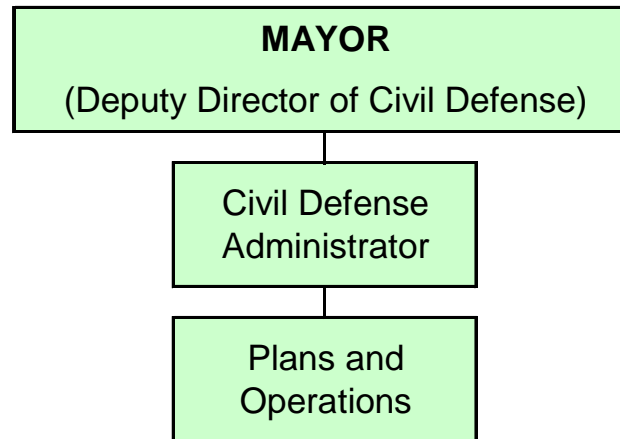 MAYOR
(Deputy Director of Civil Defense)
Civil Defense
Administrator
Plans and
Operations